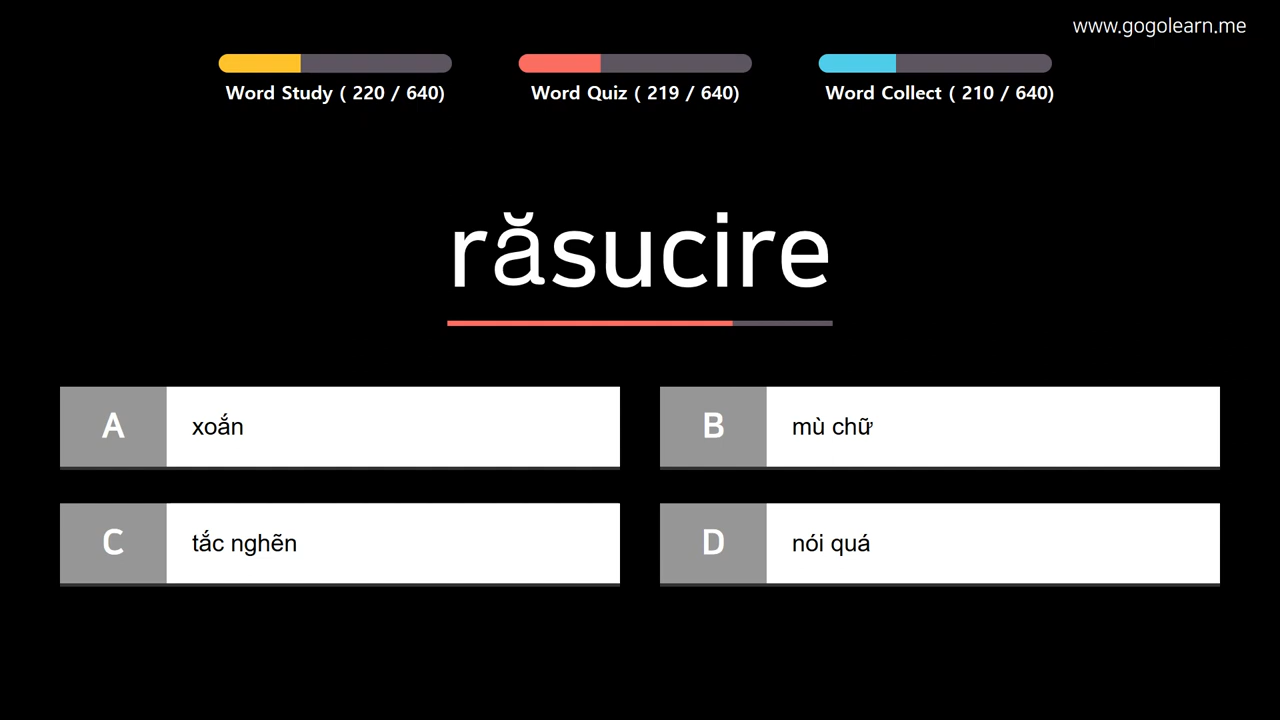 www.gogolearn.me
Word Study ( 220 / 640)
Word Quiz ( 219 / 640)
Word Collect ( 210 / 640)
răsucire
A
xoắn
B
mù chữ
C
tắc nghẽn
D
nói quá